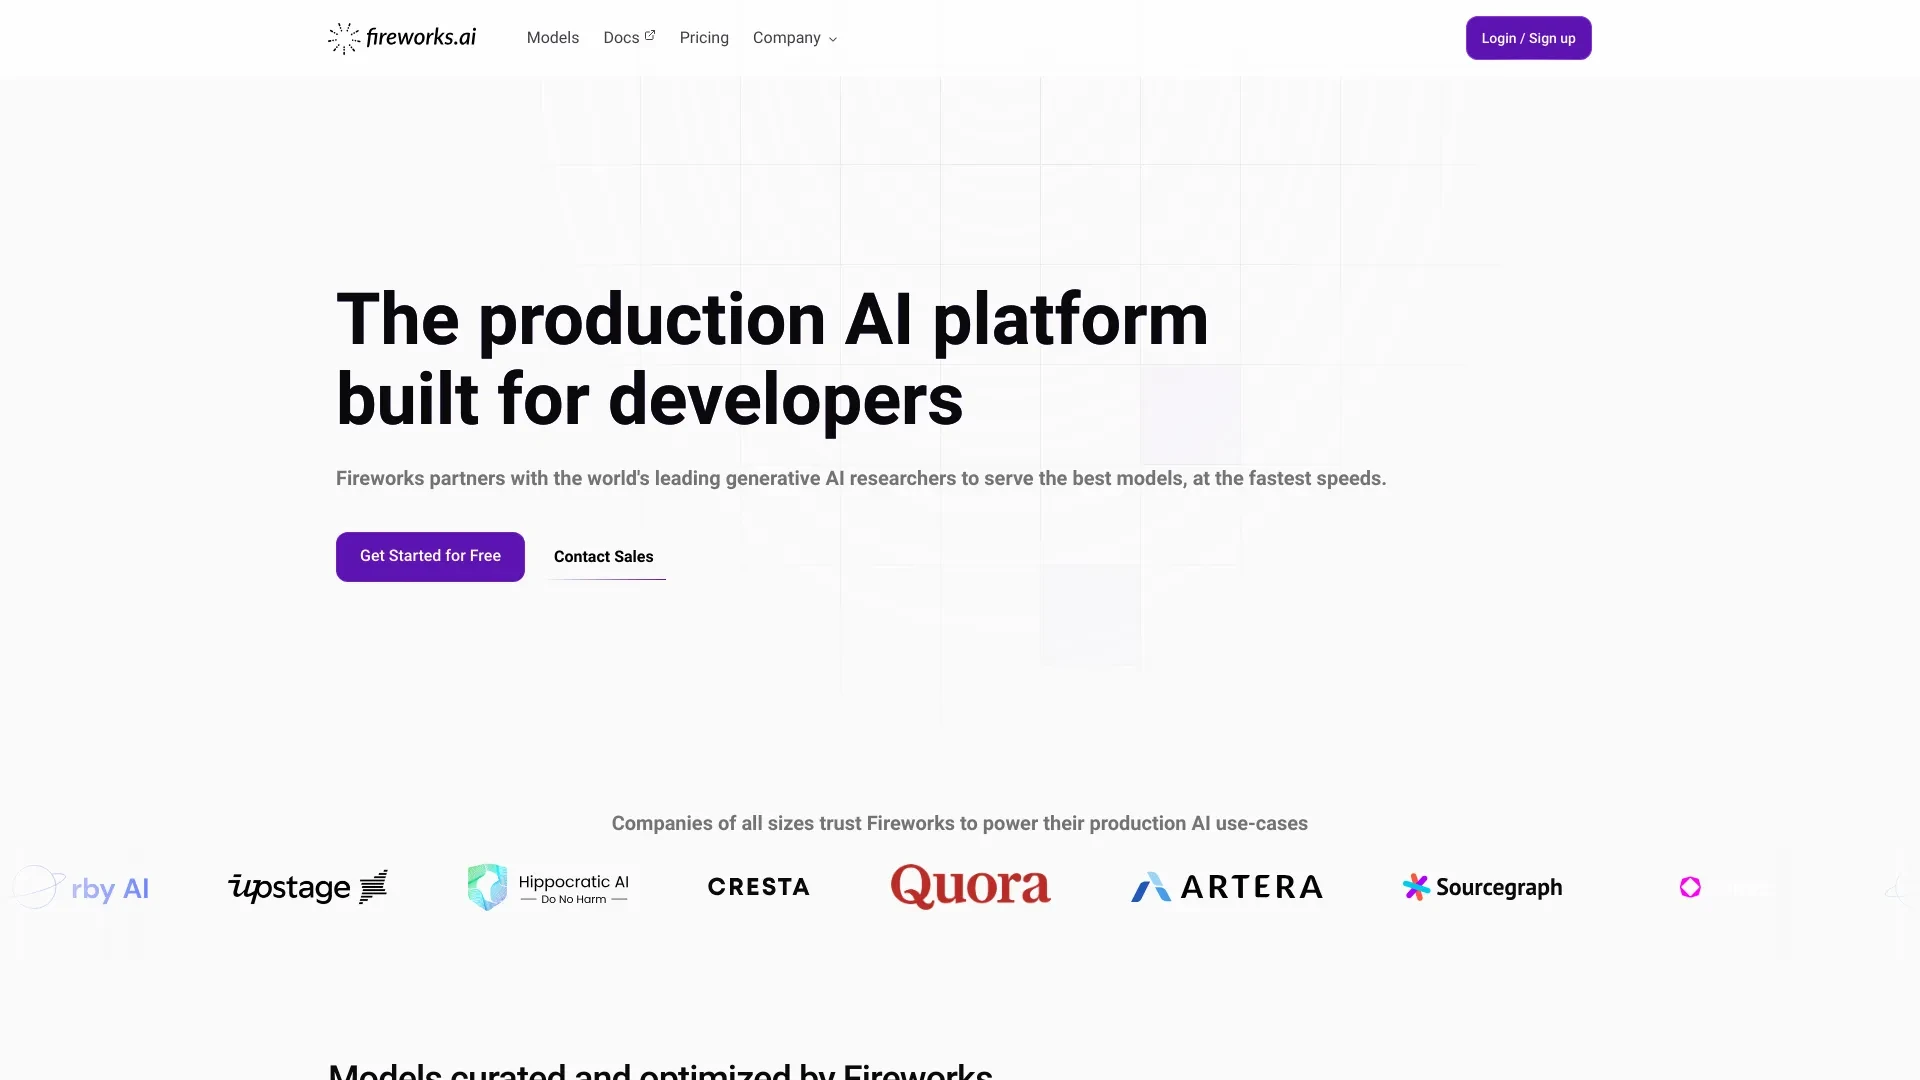 fireworks.ai
Models
Docs
Pricing
Company
Login / Sign up
The production AI platform
built for developers
Fireworks partners with the world's leading generative AI researchers to serve the best models, at the fastest speeds.
Get Started for Free
Contact Sales
Companies of all sizes trust Fireworks to power their production AI use-cases
rby AI
upstage
Hippocratic AI
Do No Harm
CRESTA
Quora
ARTERA
Sourcegraph
Models curated and optimized by Fireworks